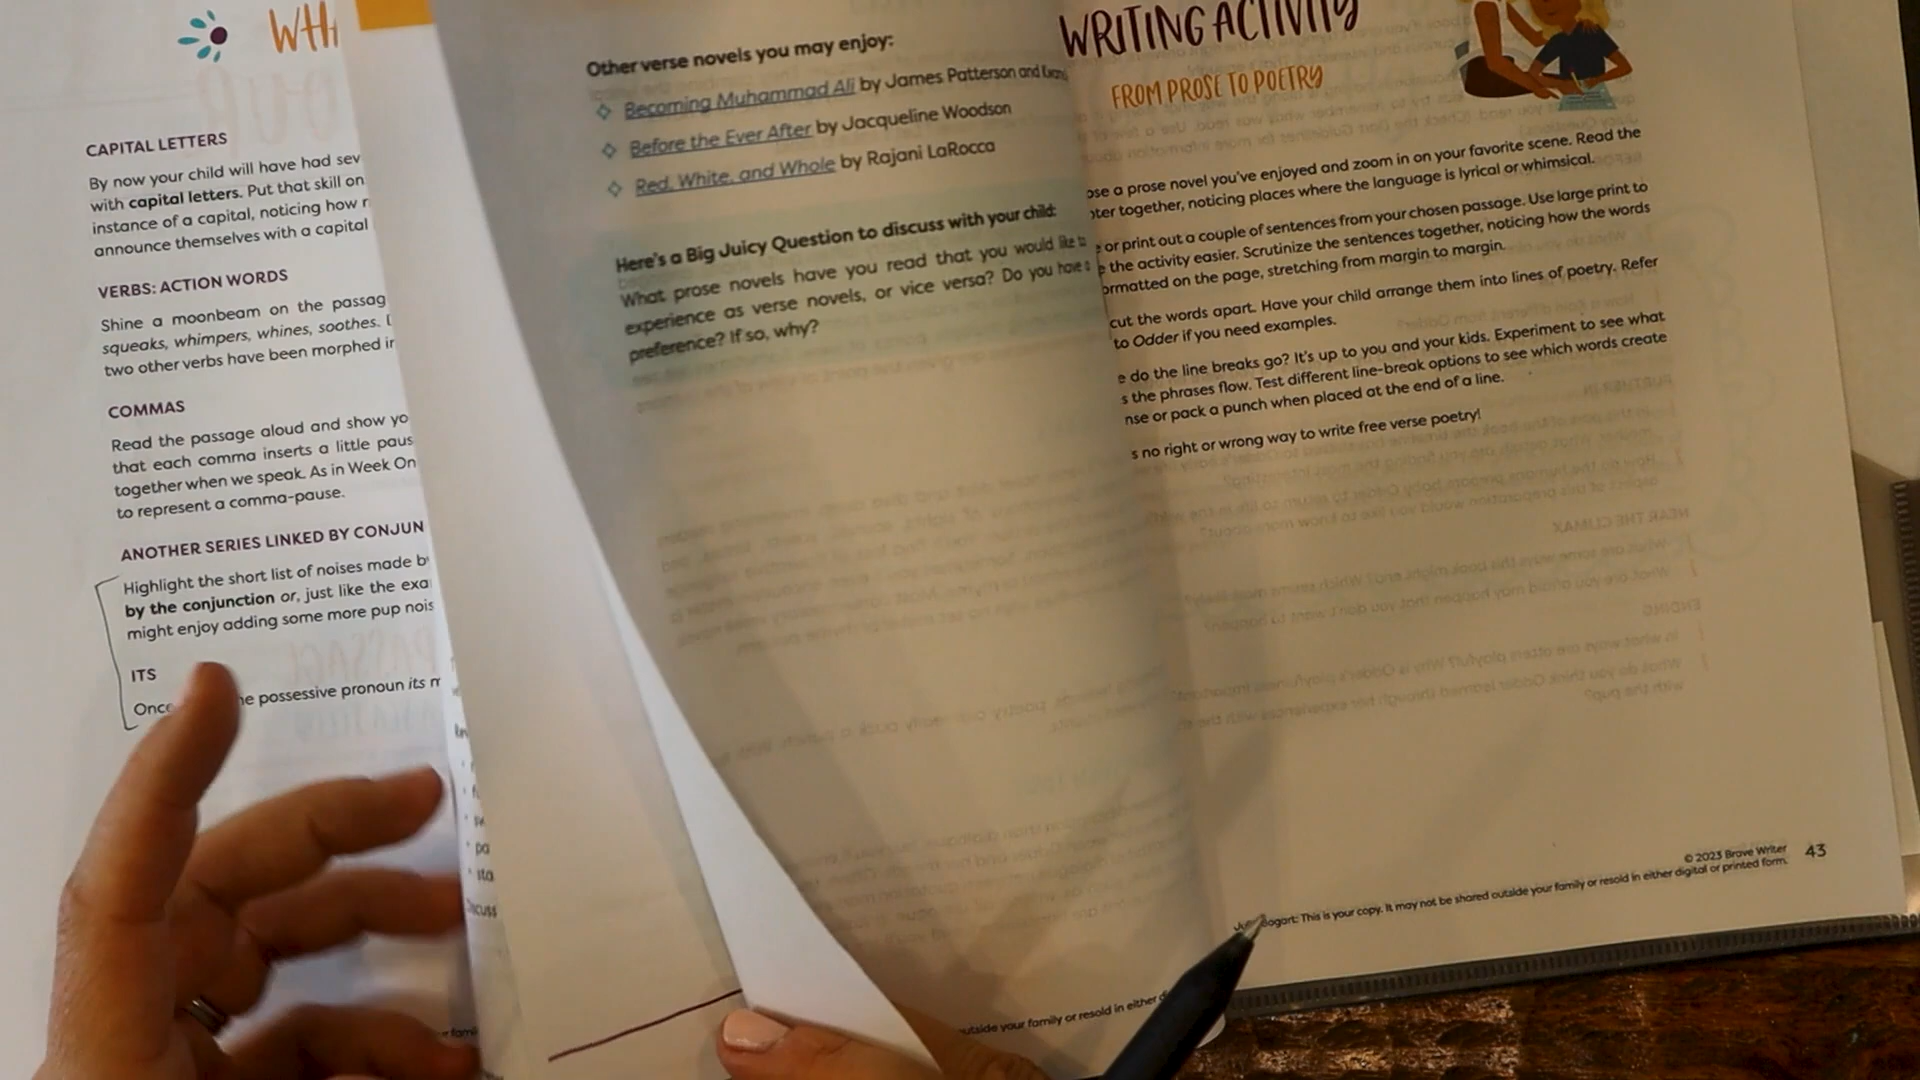 WH
CAPITAL LETTERS
By now your child will have had sev
with capital letters. Put that skill on
instance of a capital, noticing how r
announce themselves with a capital
VERBS: ACTION WORDS
Shine a moonbeam on the passag
squeaks, whimpers, whines, soothes.
two other verbs have been morphed ir
COMMAS
Read the passage aloud and show yo
that each comma inserts a little paus
together when we speak. As in Week On
to represent a comma-pause.
ANOTHER SERIES LINKED BY CONJUN
Highlight the short list of noises made b
by the conjunction or, just like the exa
might enjoy adding some more pup nois
ITS
Once possessive pronoun its m
Other verse novels you may enjoy:
Becoming Muhammad Ali by James Patterson and
Before the Ever After by Jacqueline Woodson
Red, White, and Whole by Rajani LaRocca
Here's a Big Juicy Question to discuss with your child:
What prose novels have you read that you would like to
experience as verse novels, or vice versa? Do you have a
preference? If so, why?
utside your family or resold in either
WRITING ACTIVITY
FROM PROSE TO POETRY
ose a prose novel you've enjoyed and zoom in on your favorite scene. Read the
pter together, noticing places where the language is lyrical or whimsical.
e or print out a couple of sentences from your chosen passage. Use large print to
e the activity easier. Scrutinize the sentences together, noticing how the words
ormatted on the page, stretching from margin to margin.
cut the words apart. Have your child arrange them into lines of poetry. Refer
to Odder if you need examples.
e do the line breaks go? It's up to you and your kids. Experiment to see what
s the phrases flow. Test different line-break options to see which words create
nse or pack a punch when placed at the end of a line.
s no right or wrong way to write free verse poetry!
© 2023 Brave Writer 43
ogart: This is your copy. It may not be shared outside your family or resold in either digital or printed form.